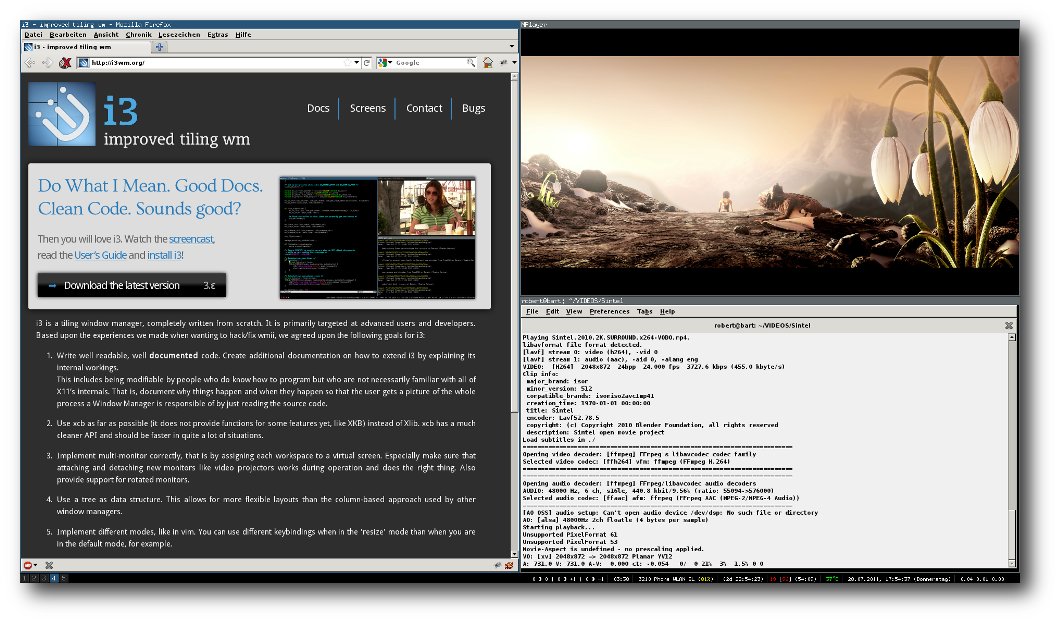 i3 - improved tiling wm - Mozilla Firefox
Datei Bearbeiten Ansicht Chronik Lesezeichen Extras Hilfe
i3 - improved tiling wm
http://i3wm.org/
Google
i3
improved tiling wm
Docs Screens Contact Bugs
Do What I Mean. Good Docs.
Clean Code. Sounds good?
Then you will love i3. Watch the screencast,
read the User's Guide and install i3!
Download the latest version 3.ε
i3 is a tiling window manager, completely written from scratch. It is primarily targeted at advanced users and developers.
Based upon the experiences we made when wanting to hack/fix wmii, we agreed upon the following goals for i3:
1. Write well readable, well documented code. Create additional documentation on how to extend i3 by explaining its
internal workings.
This includes being modifiable by people who do know how to program but who are not necessarily familiar with all of
X11's internals. That is, document why things happen and when they happen so that the user gets a picture of the whole
process a Window Manager is responsible of by just reading the source code.
2. Use xcb as far as possible (it does not provide functions for some features yet, like XKB) instead of Xlib. xcb has a much
cleaner API and should be faster in quite a lot of situations.
3. Implement multi-monitor correctly, that is by assigning each workspace to a virtual screen. Especially make sure that
attaching and detaching new monitors like video projectors works during operation and does the right thing. Also
provide support for rotated monitors.
4. Use a tree as data structure. This allows for more flexible layouts than the column-based approach used by other
window managers.
5. Implement different modes, like in vim. You can use different keybindings when in the 'resize' mode than when you are
in the default mode, for example.
1 2 3 4 5
MPlayer
robert@bart: ~/VIDEOS/Sintel
File Edit View Preferences Tabs Help
robert@bart: ~/VIDEOS/Sintel
Playing Sintel.2010.2K.SURROUND.x264-VODO.mp4.
libavformat file format detected.
[lavf] stream 0: video (h264), -vid 0
[lavf] stream 1: audio (aac), -aid 0, -alang eng
VIDEO: [H264] 2048x872 24bpp 24.000 fps 3727.6 kbps (455.0 kbyte/s)
Clip info:
major_brand: isom
minor_version: 512
compatible_brands: isomiso2avc1mp41
creation_time: 1970-01-01 00:00:00
title: Sintel
encoder: Lavf52.78.5
copyright: (c) Copyright 2010 Blender Foundation, all rights reserved
description: Sintel open movie project
Load subtitles in ./
==========================================================================
Opening video decoder: [ffmpeg] FFmpeg's libavcodec codec family
Selected video codec: [ffh264] vfm: ffmpeg (FFmpeg H.264)
==========================================================================
==========================================================================
Opening audio decoder: [ffmpeg] FFmpeg/libavcodec audio decoders
AUDIO: 48000 Hz, 6 ch, s16le, 440.8 kbit/9.56% (ratio: 55094->576000)
Selected audio codec: [ffaac] afm: ffmpeg (FFmpeg AAC (MPEG-2/MPEG-4 Audio))
==========================================================================
[AO OSS] audio setup: Can't open audio device /dev/dsp: No such file or directory
AO: [alsa] 48000Hz 2ch floatle (4 bytes per sample)
Starting playback...
Unsupported PixelFormat 61
Unsupported PixelFormat 53
Movie-Aspect is undefined - no prescaling applied.
VO: [xv] 2048x872 => 2048x872 Planar YV12
A: 731.0 V: 731.0 A-V: 0.000 ct: -0.054 0/ 0 21% 3% 1.5% 0 0
28.07.2011, 17:54:37 (Donnerstag)